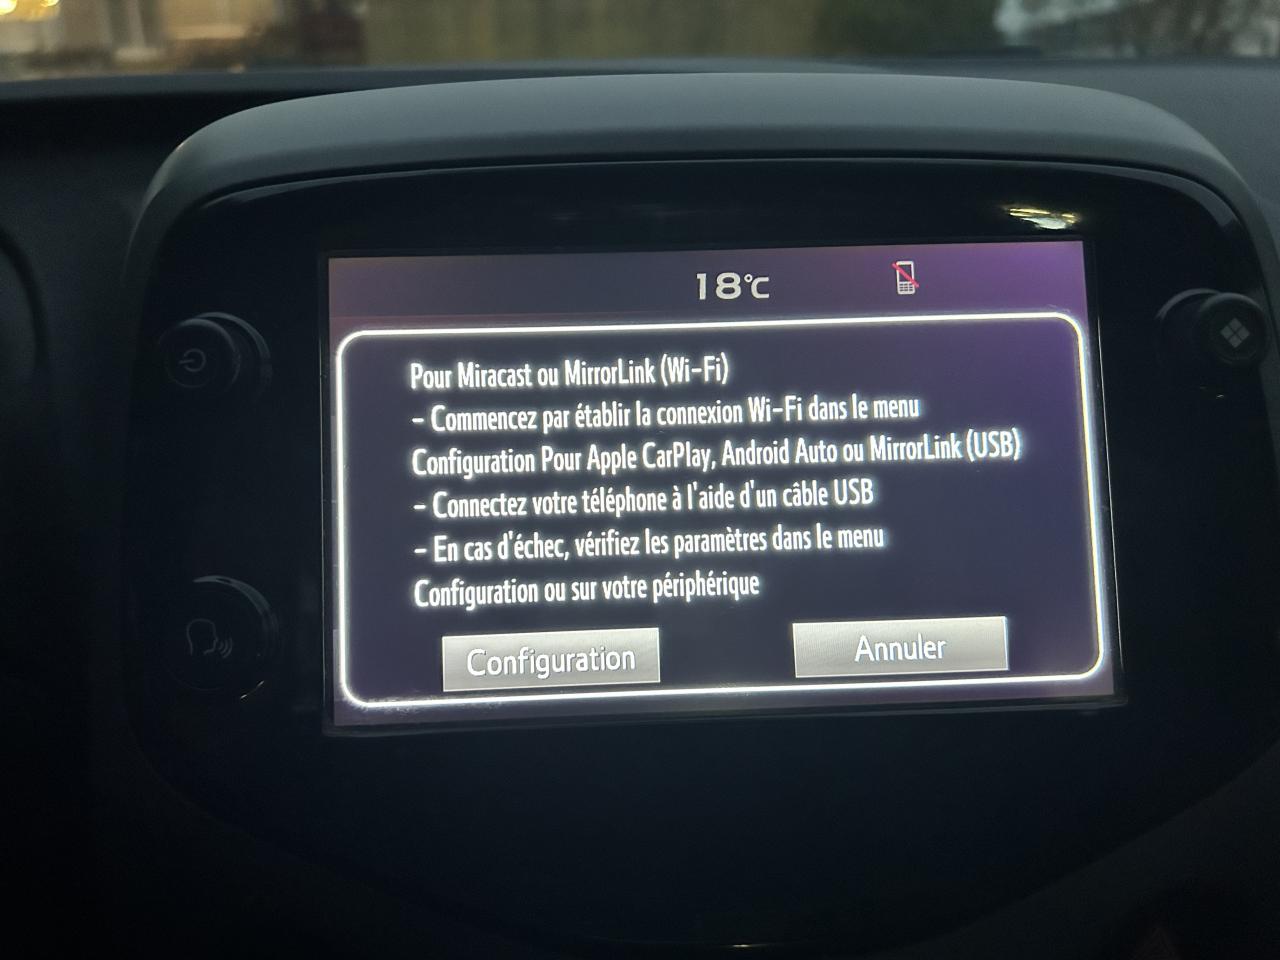 18°C
Pour Miracast ou MirrorLink (Wi-Fi)
- Commencez par établir la connexion Wi-Fi dans le menu
Configuration Pour Apple CarPlay, Android Auto ou MirrorLink (USB)
- Connectez votre téléphone à l'aide d'un câble USB
- En cas d'échec, vérifiez les paramètres dans le menu
Configuration ou sur votre périphérique
Configuration
Annuler